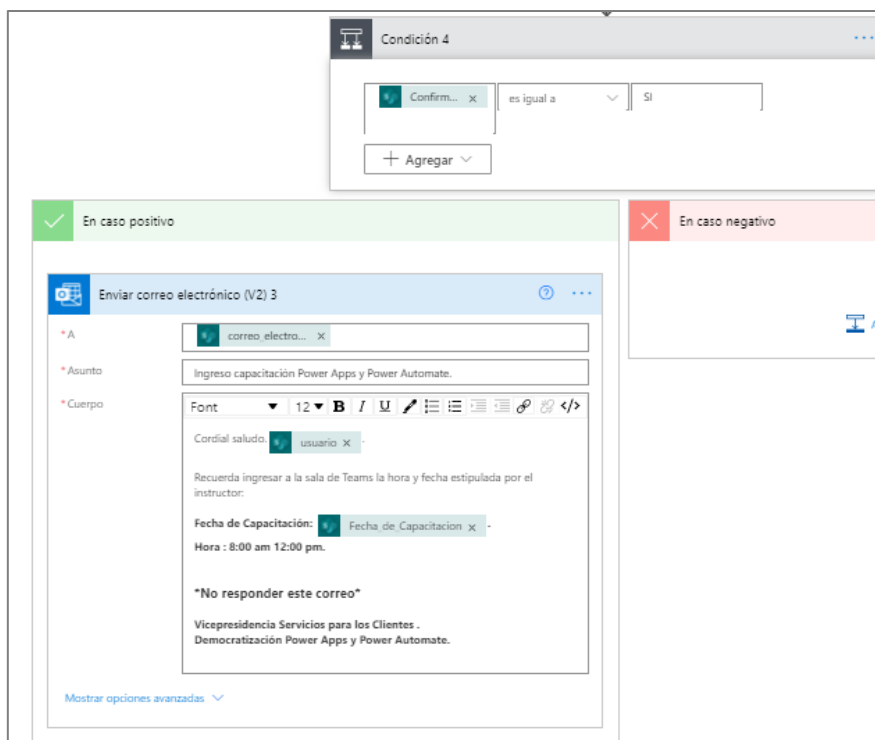 Condición 4
...
Confirm... x es igual a SI
+ Agregar
En caso positivo
En caso negativo
Enviar correo electrónico (V2) 3
? ...
*A correo_electro... x
*Asunto Ingreso capacitación Power Apps y Power Automate.
*Cuerpo Font 12 B I U </>
Cordial saludo, usuario x .
Recuerda ingresar a la sala de Teams la hora y fecha estipulada por el
instructor:
Fecha de Capacitación: Fecha_de_Capacitacion x .
Hora : 8:00 am 12:00 pm.
*No responder este correo*
Vicepresidencia Servicios para los Clientes .
Democratización Power Apps y Power Automate.
Mostrar opciones avanzadas